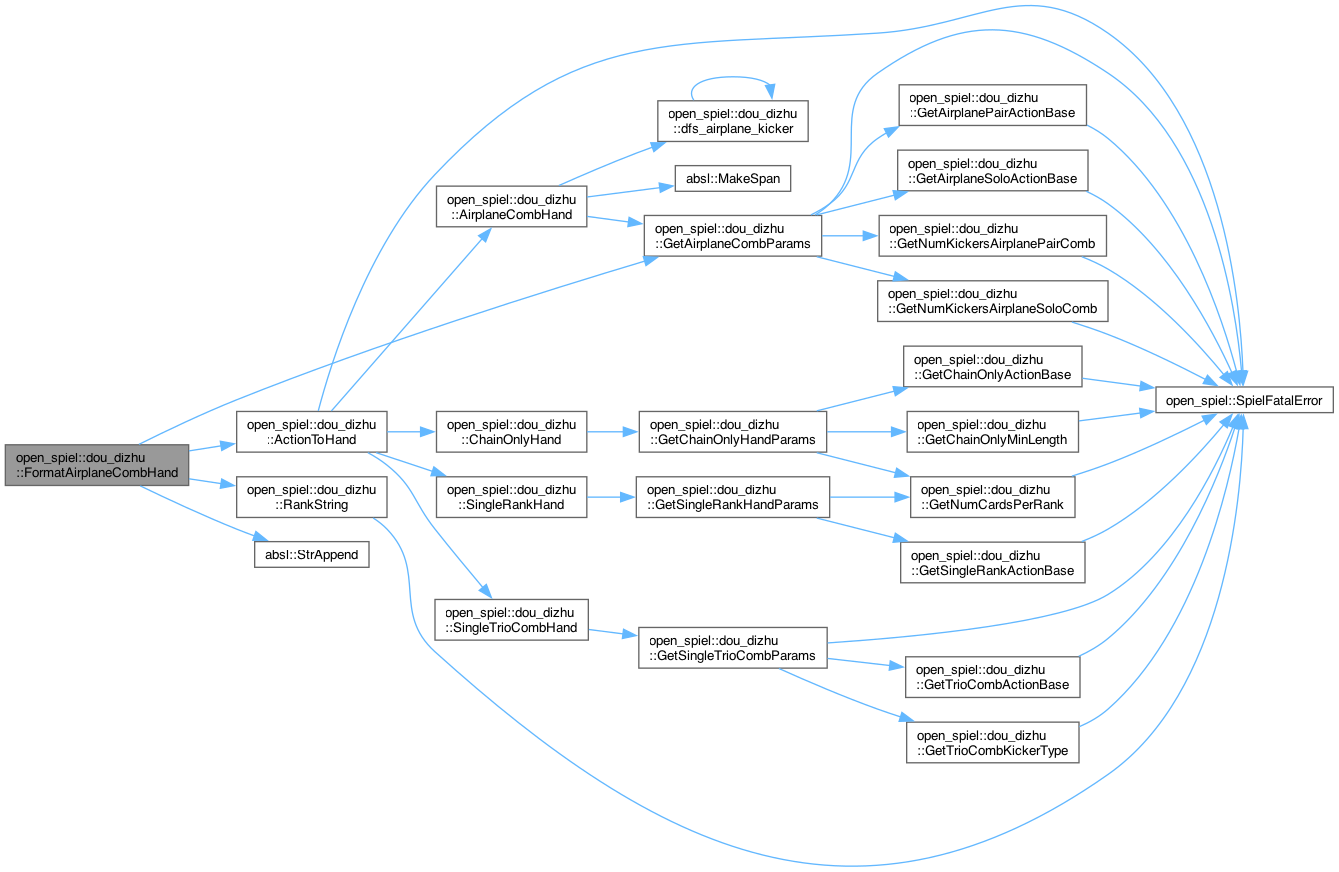 open_spiel::dou_dizhu
::FormatAirplaneCombHand
open_spiel::dou_dizhu
::ActionToHand
open_spiel::dou_dizhu
::RankString
absl::StrAppend
open_spiel::dou_dizhu
::AirplaneCombHand
open_spiel::dou_dizhu
::ChainOnlyHand
open_spiel::dou_dizhu
::SingleRankHand
open_spiel::dou_dizhu
::SingleTrioCombHand
open_spiel::dou_dizhu
::dfs_airplane_kicker
absl::MakeSpan
open_spiel::dou_dizhu
::GetAirplaneCombParams
open_spiel::dou_dizhu
::GetChainOnlyHandParams
open_spiel::dou_dizhu
::GetSingleRankHandParams
open_spiel::dou_dizhu
::GetSingleTrioCombParams
open_spiel::dou_dizhu
::GetAirplanePairActionBase
open_spiel::dou_dizhu
::GetAirplaneSoloActionBase
open_spiel::dou_dizhu
::GetNumKickersAirplanePairComb
open_spiel::dou_dizhu
::GetNumKickersAirplaneSoloComb
open_spiel::dou_dizhu
::GetChainOnlyActionBase
open_spiel::dou_dizhu
::GetChainOnlyMinLength
open_spiel::dou_dizhu
::GetNumCardsPerRank
open_spiel::dou_dizhu
::GetSingleRankActionBase
open_spiel::dou_dizhu
::GetTrioCombActionBase
open_spiel::dou_dizhu
::GetTrioCombKickerType
open_spiel::SpielFatalError